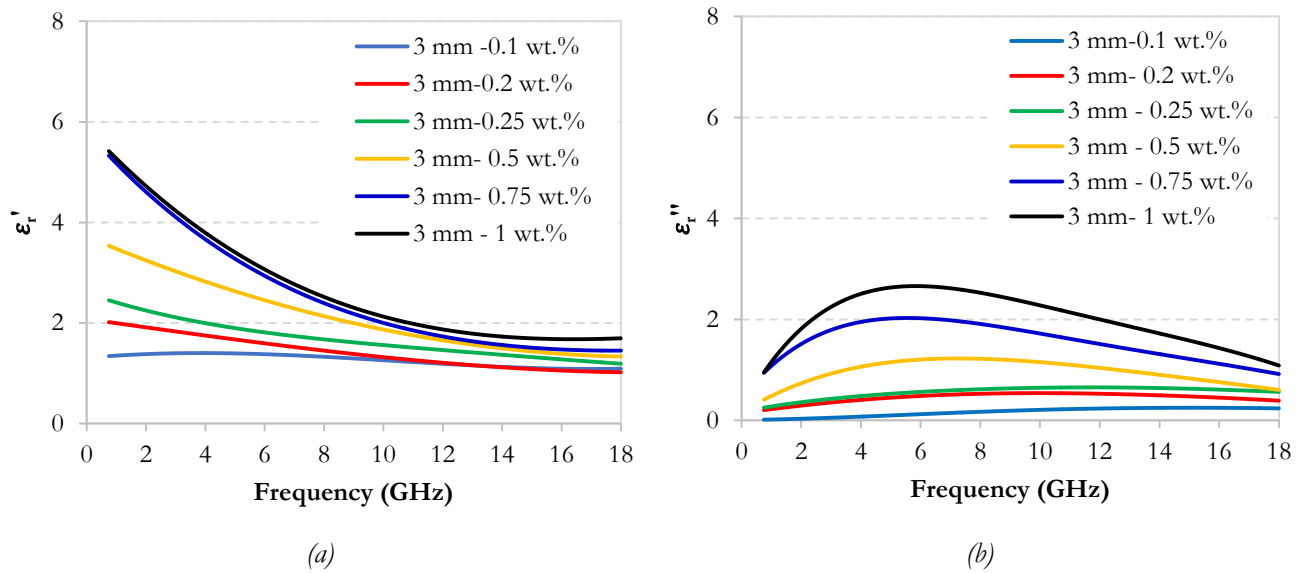 8
6
4
2
0
εr'
3 mm -0.1 wt.%
3 mm-0.2 wt.%
3 mm-0.25 wt.%
3 mm- 0.5 wt.%
3 mm- 0.75 wt.%
3 mm - 1 wt.%
0 2 4 6 8 10 12 14 16 18
Frequency (GHz)
(a)
8
6
4
2
0
εr''
3 mm-0.1 wt.%
3 mm- 0.2 wt.%
3 mm - 0.25 wt.%
3 mm - 0.5 wt.%
3 mm - 0.75 wt.%
3 mm- 1 wt.%
0 2 4 6 8 10 12 14 16 18
Frequency (GHz)
(b)